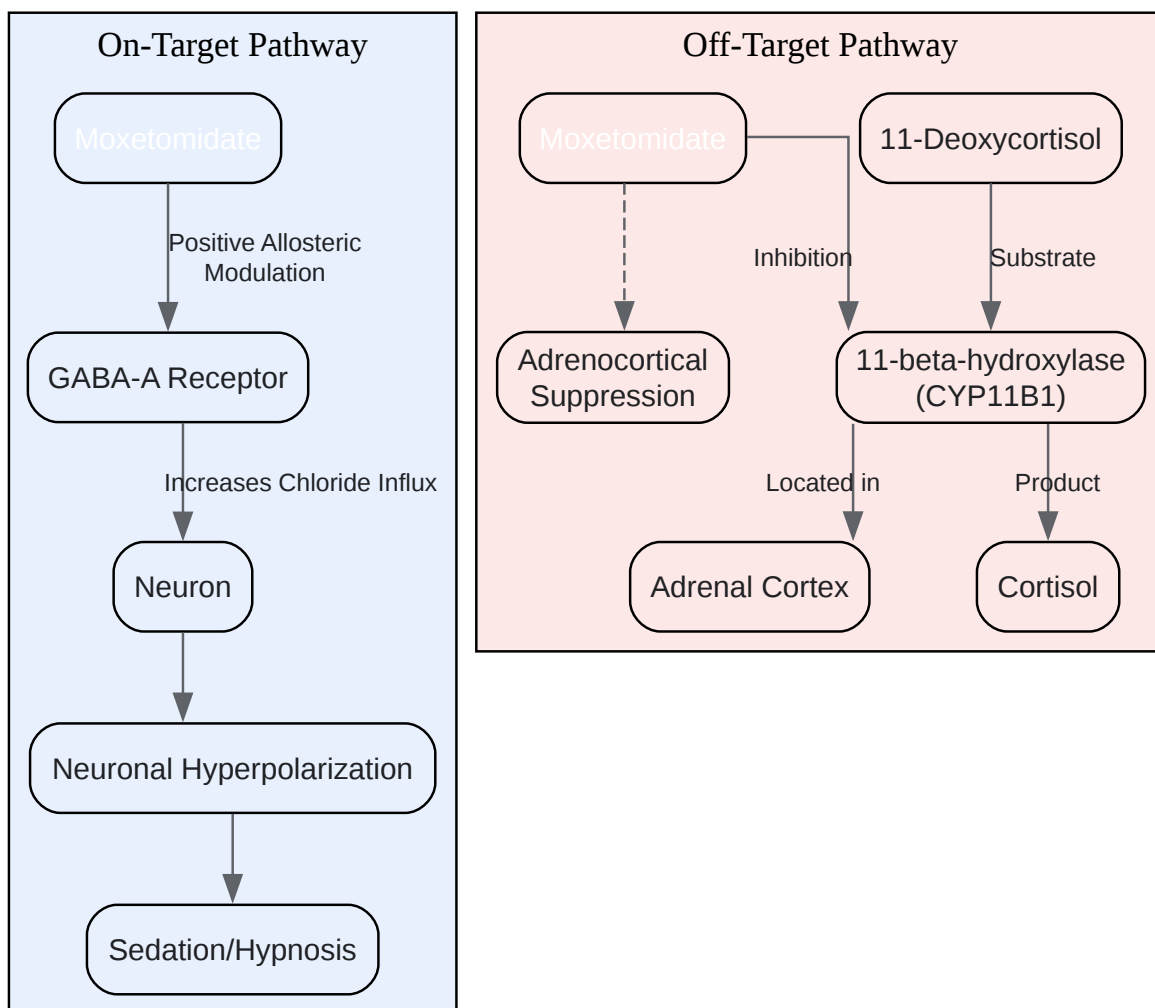 On-Target Pathway
Moxetomidate
Positive Allosteric
Modulation
GABA-A Receptor
Increases Chloride Influx
Neuron
Neuronal Hyperpolarization
Sedation/Hypnosis
Off-Target Pathway
Moxetomidate
11-Deoxycortisol
Inhibition
Substrate
Adrenocortical
Suppression
11-beta-hydroxylase
(CYP11B1)
Located in
Product
Adrenal Cortex
Cortisol